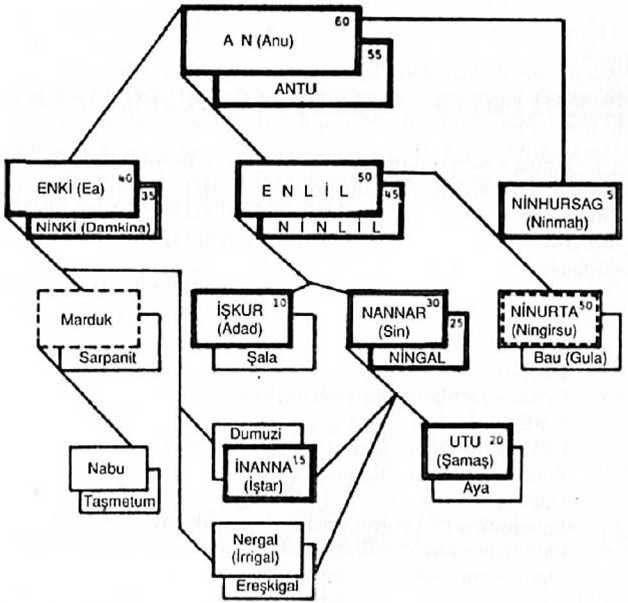 A N (Anu) 60
55
ANTU
ENKİ (Ea) 40
35
NİNKİ (Damkina)
E N L İ L 50
45
N İ N L İ L
NİNHURSAG 5
(Ninmah)
Marduk
Sarpanit
İŞKUR 10
(Adad)
Şala
NANNAR 30
(Sin)
25
NİNGAL
NİNURTA 50
(Ningirsu)
Bau (Gula)
Nabu
Taşmetum
Dumuzi
İNANNA 15
(İştar)
UTU 20
(Şamaş)
Aya
Nergal
(İrrigal)
Ereşkigal